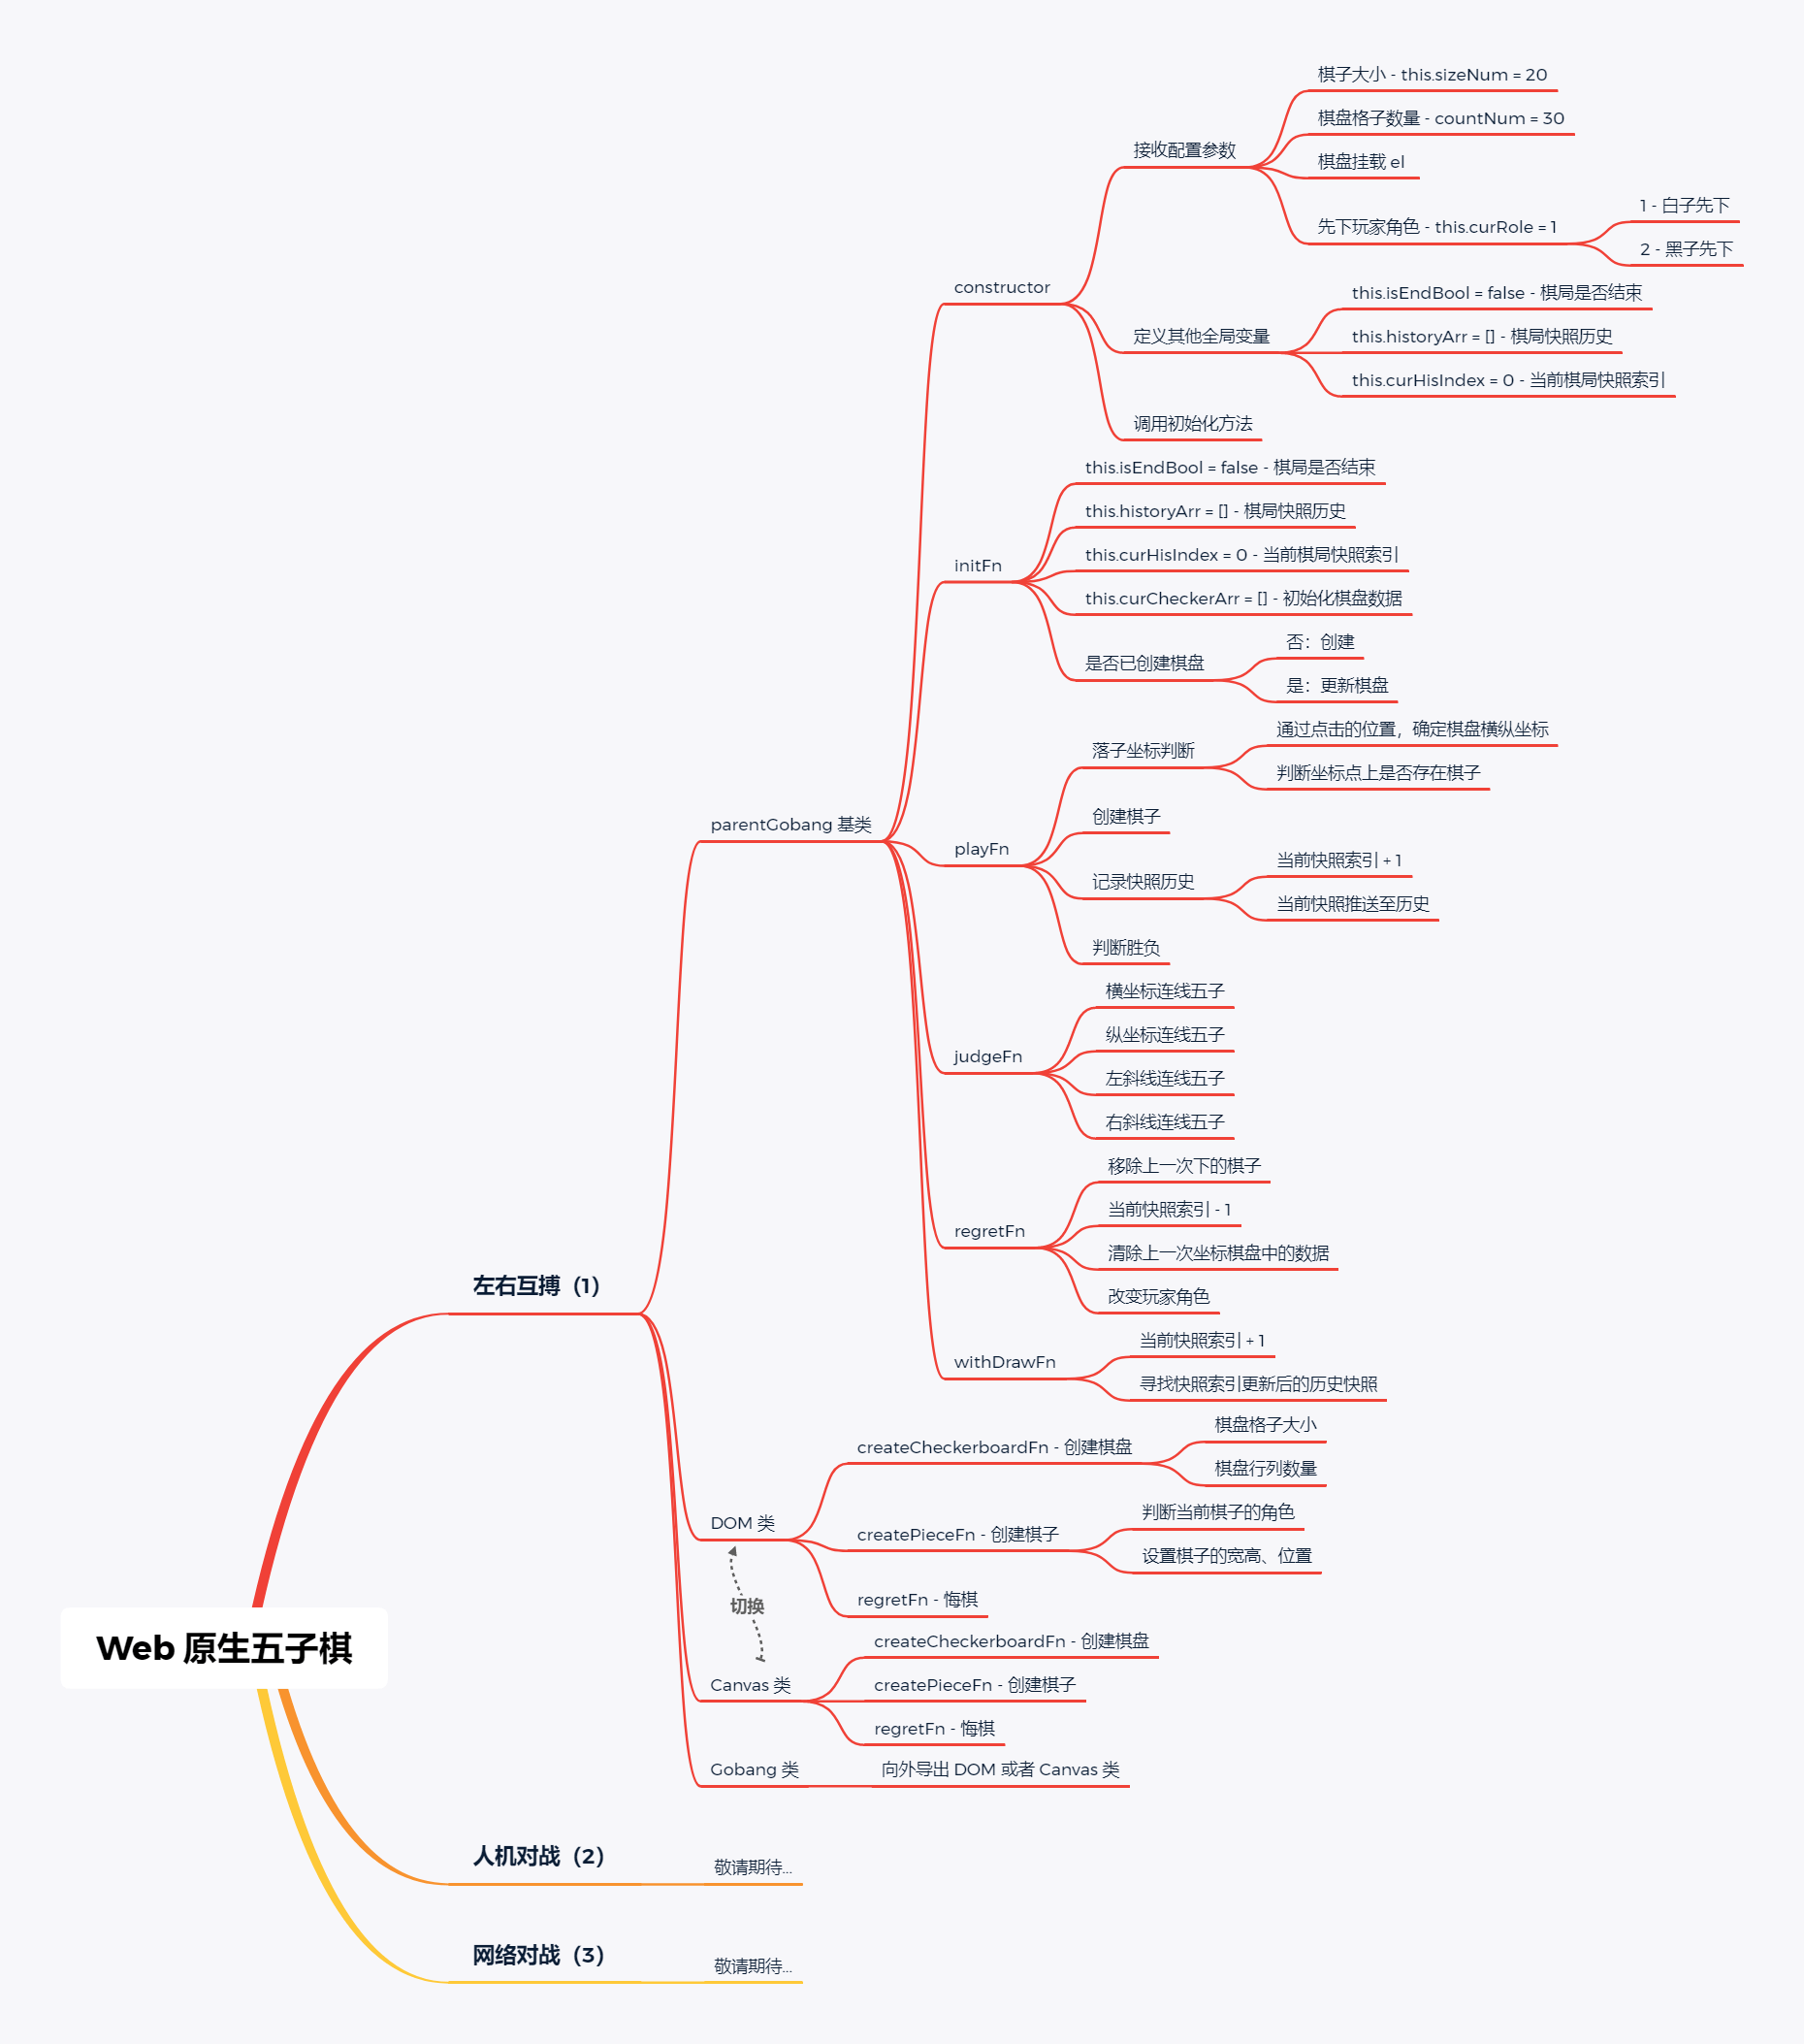 棋子大小 - this.sizeNum = 20
棋盘格子数量 - countNum = 30
接收配置参数
棋盘挂载 el
1 - 白子先下
先下玩家角色 - this.curRole = 1
2 - 黑子先下
constructor
this.isEndBool = false - 棋局是否结束
定义其他全局变量
this.historyArr = [] - 棋局快照历史
this.curHisIndex = 0 - 当前棋局快照索引
调用初始化方法
this.isEndBool = false - 棋局是否结束
this.historyArr = [] - 棋局快照历史
initFn
this.curHisIndex = 0 - 当前棋局快照索引
this.curCheckerArr = [] - 初始化棋盘数据
否：创建
是否已创建棋盘
是：更新棋盘
通过点击的位置，确定棋盘横纵坐标
落子坐标判断
判断坐标点上是否存在棋子
parentGobang 基类
创建棋子
playFn
当前快照索引 + 1
记录快照历史
当前快照推送至历史
判断胜负
横坐标连线五子
纵坐标连线五子
judgeFn
左斜线连线五子
右斜线连线五子
移除上一次下的棋子
当前快照索引 - 1
regretFn
清除上一次坐标棋盘中的数据
改变玩家角色
左右互搏（1）
当前快照索引 + 1
withDrawFn
寻找快照索引更新后的历史快照
棋盘格子大小
createCheckerboardFn - 创建棋盘
棋盘行列数量
DOM 类
判断当前棋子的角色
createPieceFn - 创建棋子
设置棋子的宽高、位置
regretFn - 悔棋
切换
Web 原生五子棋
createCheckerboardFn - 创建棋盘
Canvas 类
createPieceFn - 创建棋子
regretFn - 悔棋
Gobang 类
向外导出 DOM 或者 Canvas 类
人机对战（2）
敬请期待...
网络对战（3）
敬请期待...